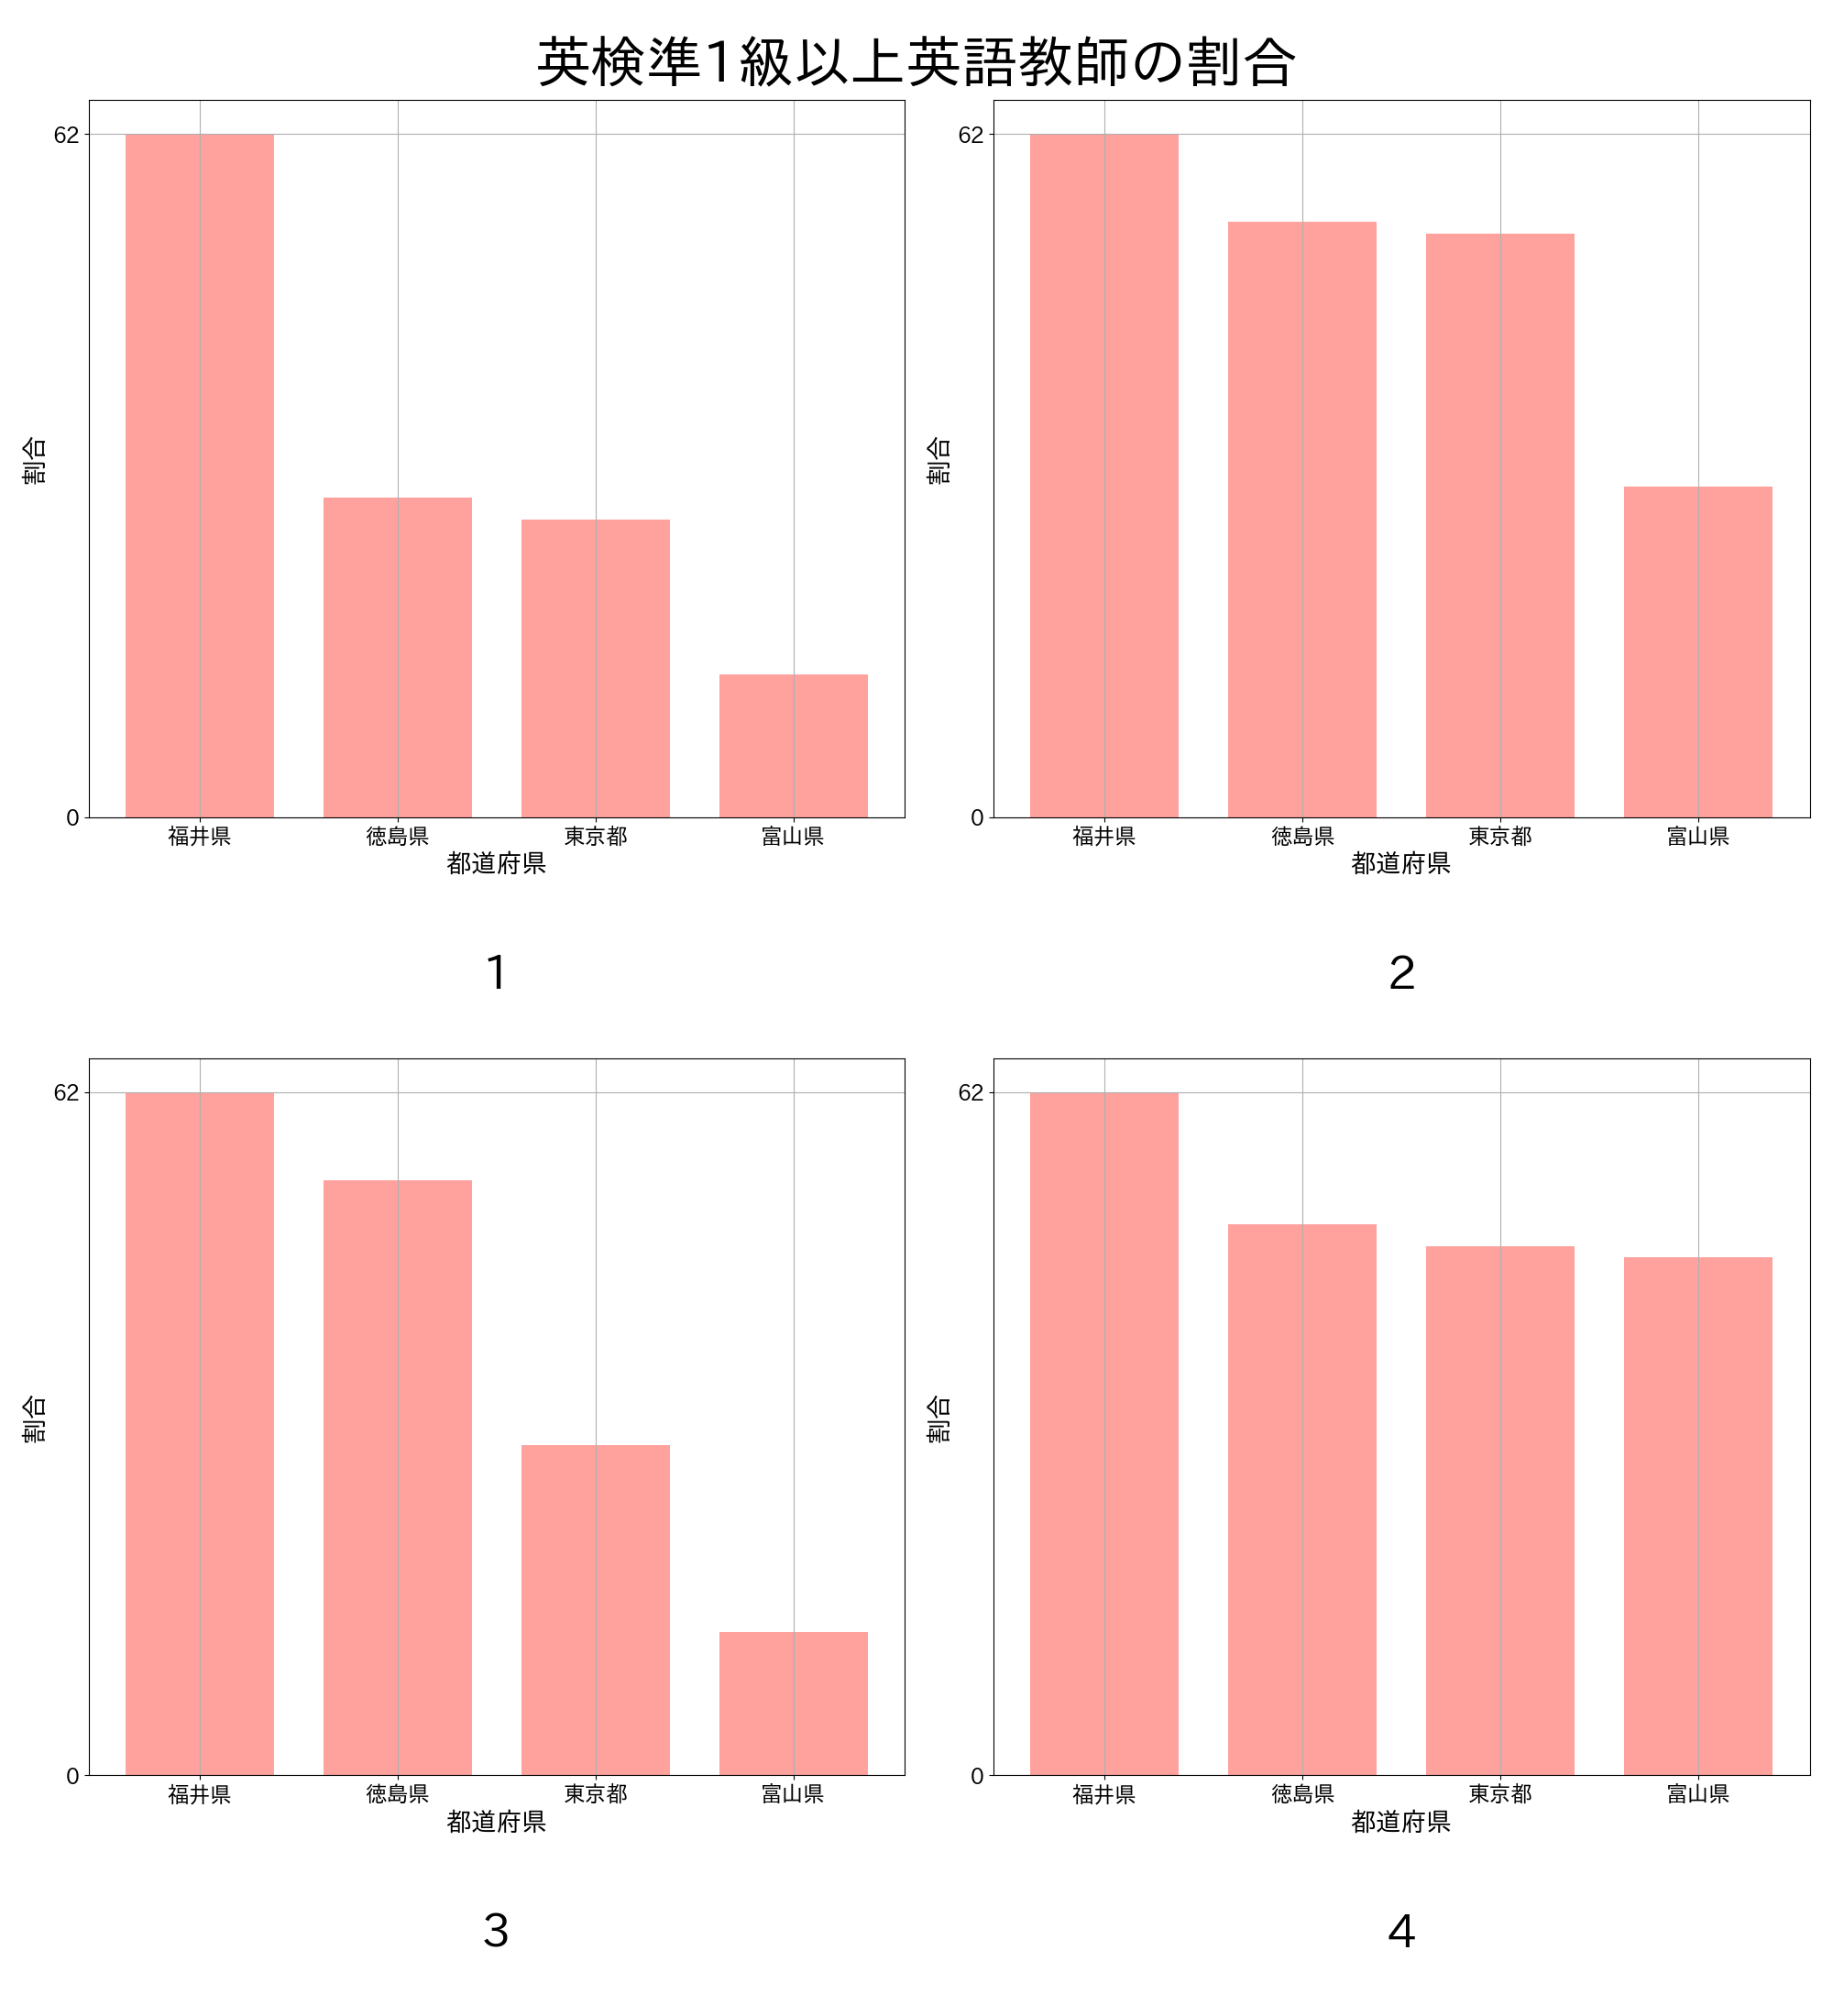 英検準1級以上英語教師の割合
62
0
割合
福井県 徳島県 東京都 富山県
都道府県
1
62
0
割合
福井県 徳島県 東京都 富山県
都道府県
2
62
0
割合
福井県 徳島県 東京都 富山県
都道府県
3
62
0
割合
福井県 徳島県 東京都 富山県
都道府県
4